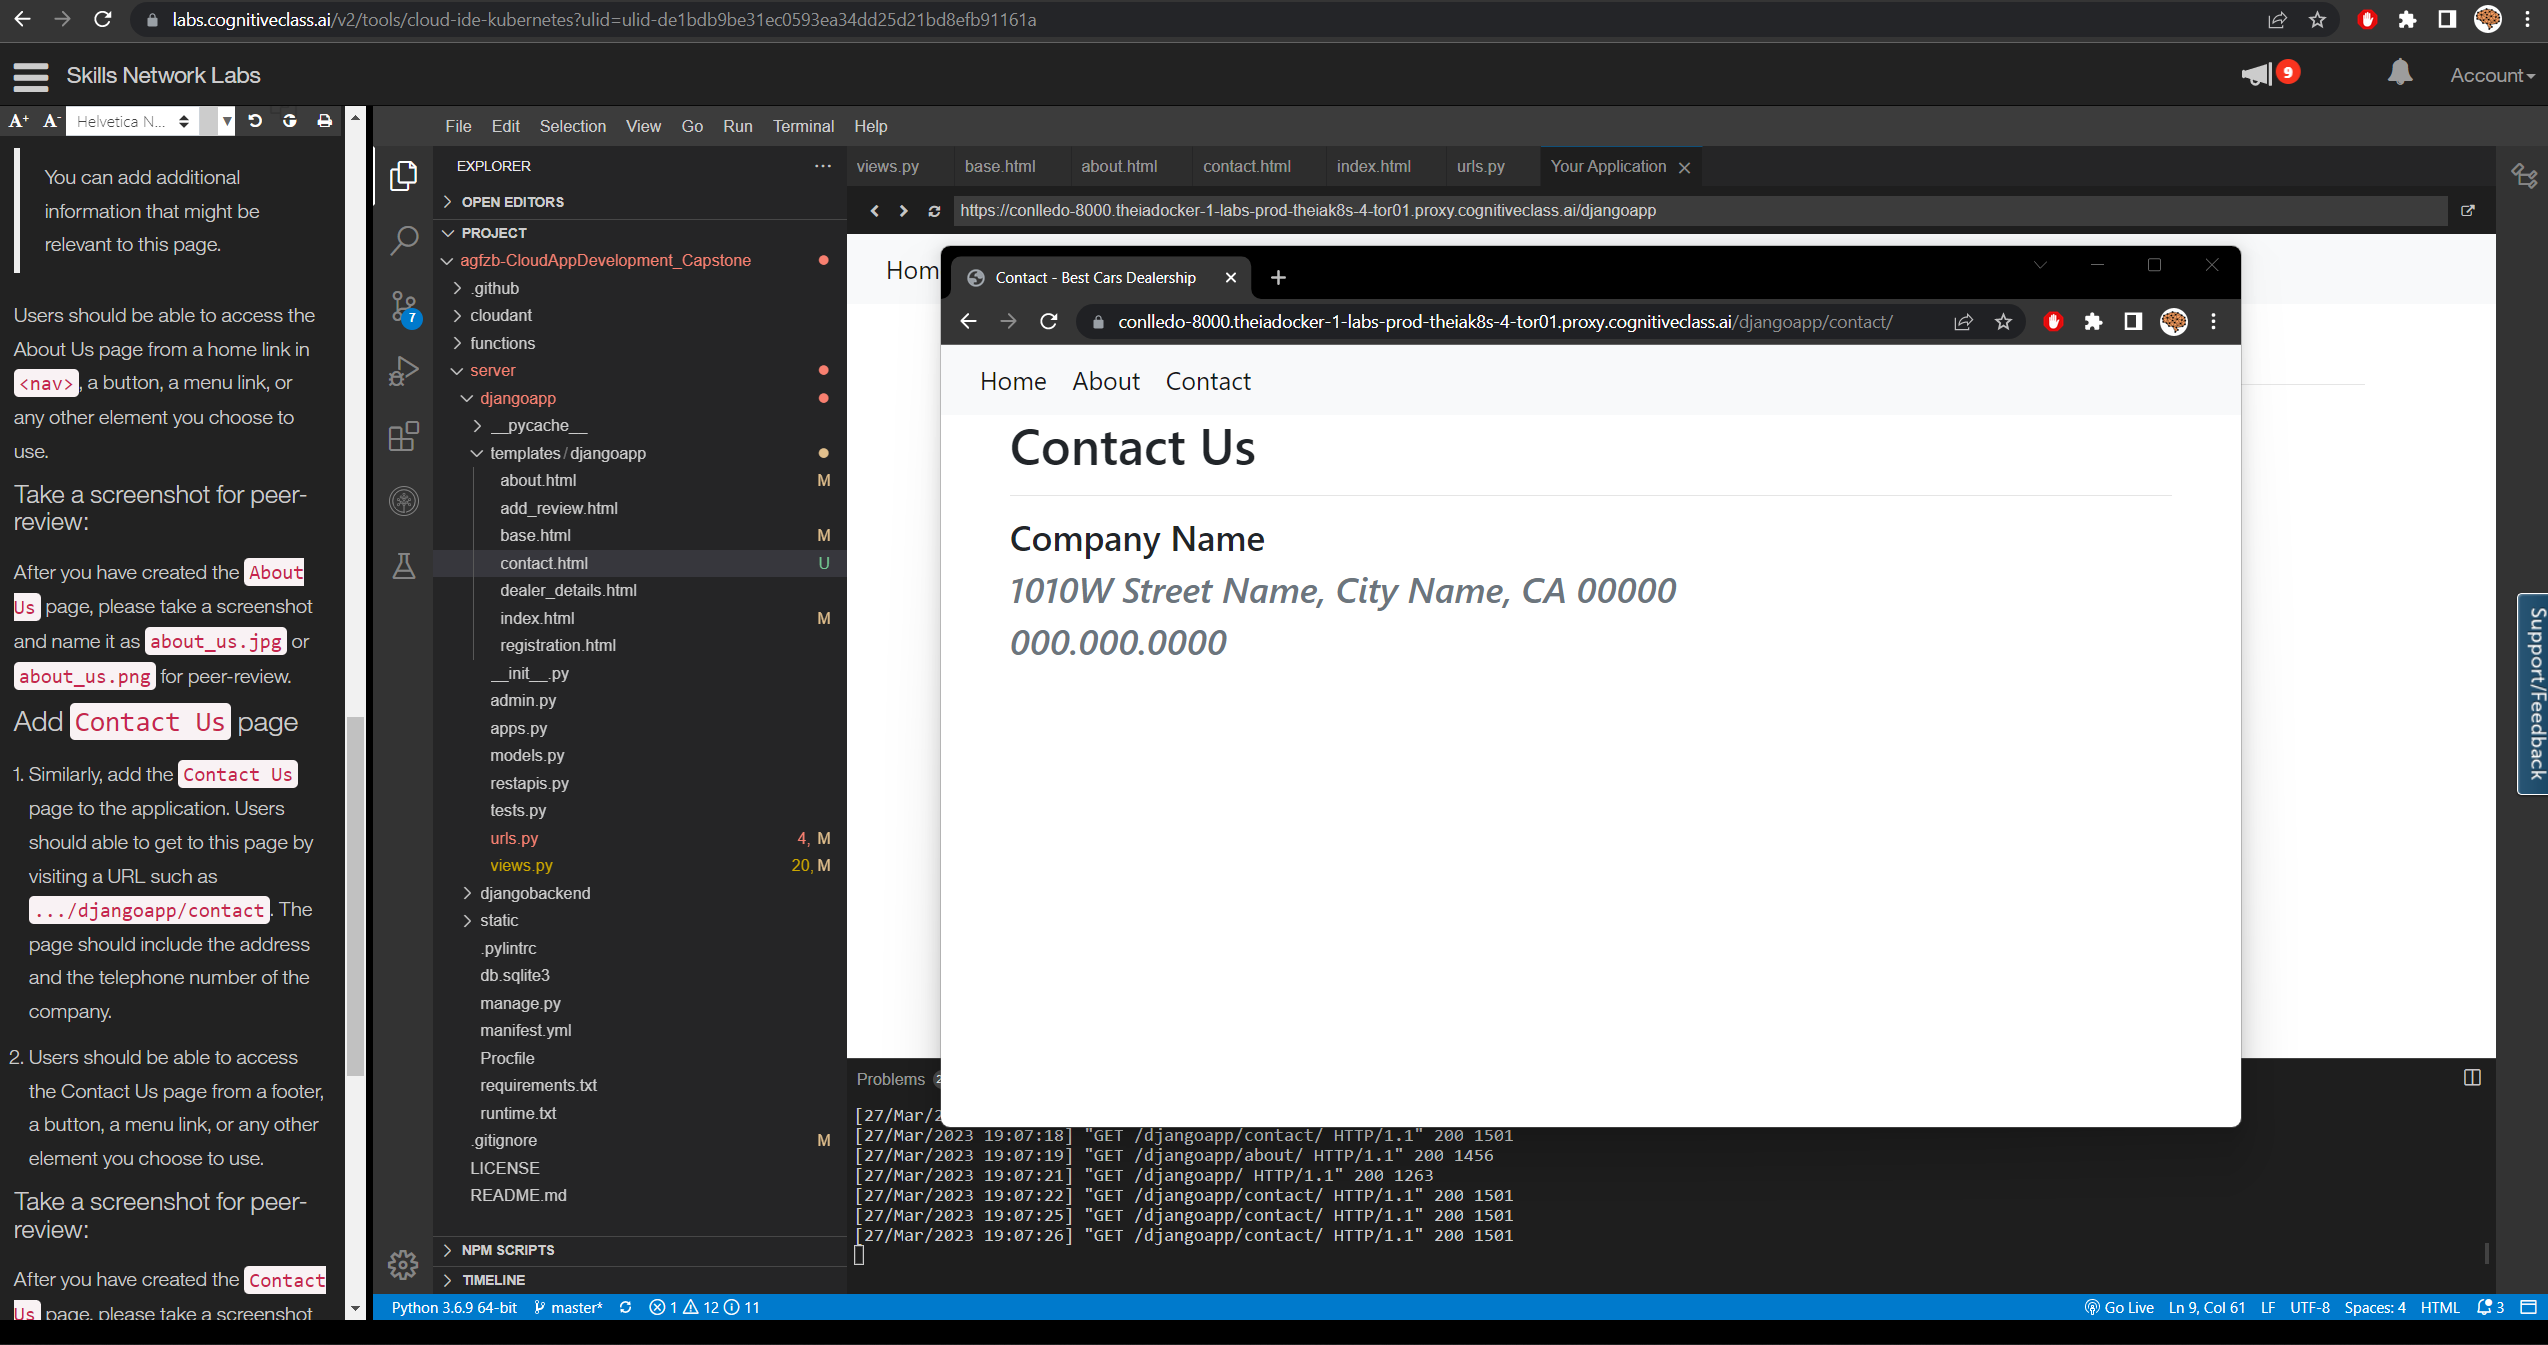 labs.cognitiveclass.ai/v2/tools/cloud-ide-kubernetes?ulid=ulid-de1bdb9be31ec0593ea34dd25d21bd8efb91161a
Skills Network Labs
9
Account
A+ A- Helvetica N...
You can add additional
information that might be
relevant to this page.
Users should be able to access the
About Us page from a home link in
<nav>, a button, a menu link, or
any other element you choose to
use.
Take a screenshot for peer-
review:
After you have created the About
Us page, please take a screenshot
and name it as about_us.jpg or
about_us.png for peer-review.
Add Contact Us page
1. Similarly, add the Contact Us
page to the application. Users
should able to get to this page by
visiting a URL such as
.../djangoapp/contact. The
page should include the address
and the telephone number of the
company.
2. Users should be able to access
the Contact Us page from a footer,
a button, a menu link, or any other
element you choose to use.
Take a screenshot for peer-
review:
After you have created the Contact
Us page, please take a screenshot
File Edit Selection View Go Run Terminal Help
7
EXPLORER
OPEN EDITORS
PROJECT
agfzb-CloudAppDevelopment_Capstone
.github
cloudant
functions
server
djangoapp
__pycache__
templates/djangoapp
about.html M
add_review.html
base.html M
contact.html U
dealer_details.html
index.html M
registration.html
__init__.py
admin.py
apps.py
models.py
restapis.py
tests.py
urls.py 4, M
views.py 20, M
djangobackend
static
.pylintrc
db.sqlite3
manage.py
manifest.yml
Procfile
requirements.txt
runtime.txt
.gitignore M
LICENSE
README.md
NPM SCRIPTS
TIMELINE
views.py base.html about.html contact.html index.html urls.py Your Application
https://conlledo-8000.theiadocker-1-labs-prod-theiak8s-4-tor01.proxy.cognitiveclass.ai/djangoapp
Hom
Contact - Best Cars Dealership
conlledo-8000.theiadocker-1-labs-prod-theiak8s-4-tor01.proxy.cognitiveclass.ai/djangoapp/contact/
Home About Contact
Contact Us
Company Name
1010W Street Name, City Name, CA 00000
000.000.0000
Problems 2
[27/Mar/2
[27/Mar/2023 19:07:18] "GET /djangoapp/contact/ HTTP/1.1" 200 1501
[27/Mar/2023 19:07:19] "GET /djangoapp/about/ HTTP/1.1" 200 1456
[27/Mar/2023 19:07:21] "GET /djangoapp/ HTTP/1.1" 200 1263
[27/Mar/2023 19:07:22] "GET /djangoapp/contact/ HTTP/1.1" 200 1501
[27/Mar/2023 19:07:25] "GET /djangoapp/contact/ HTTP/1.1" 200 1501
[27/Mar/2023 19:07:26] "GET /djangoapp/contact/ HTTP/1.1" 200 1501
Support/Feedback
Python 3.6.9 64-bit master* 1 12 11 Go Live Ln 9, Col 61 LF UTF-8 Spaces: 4 HTML 3